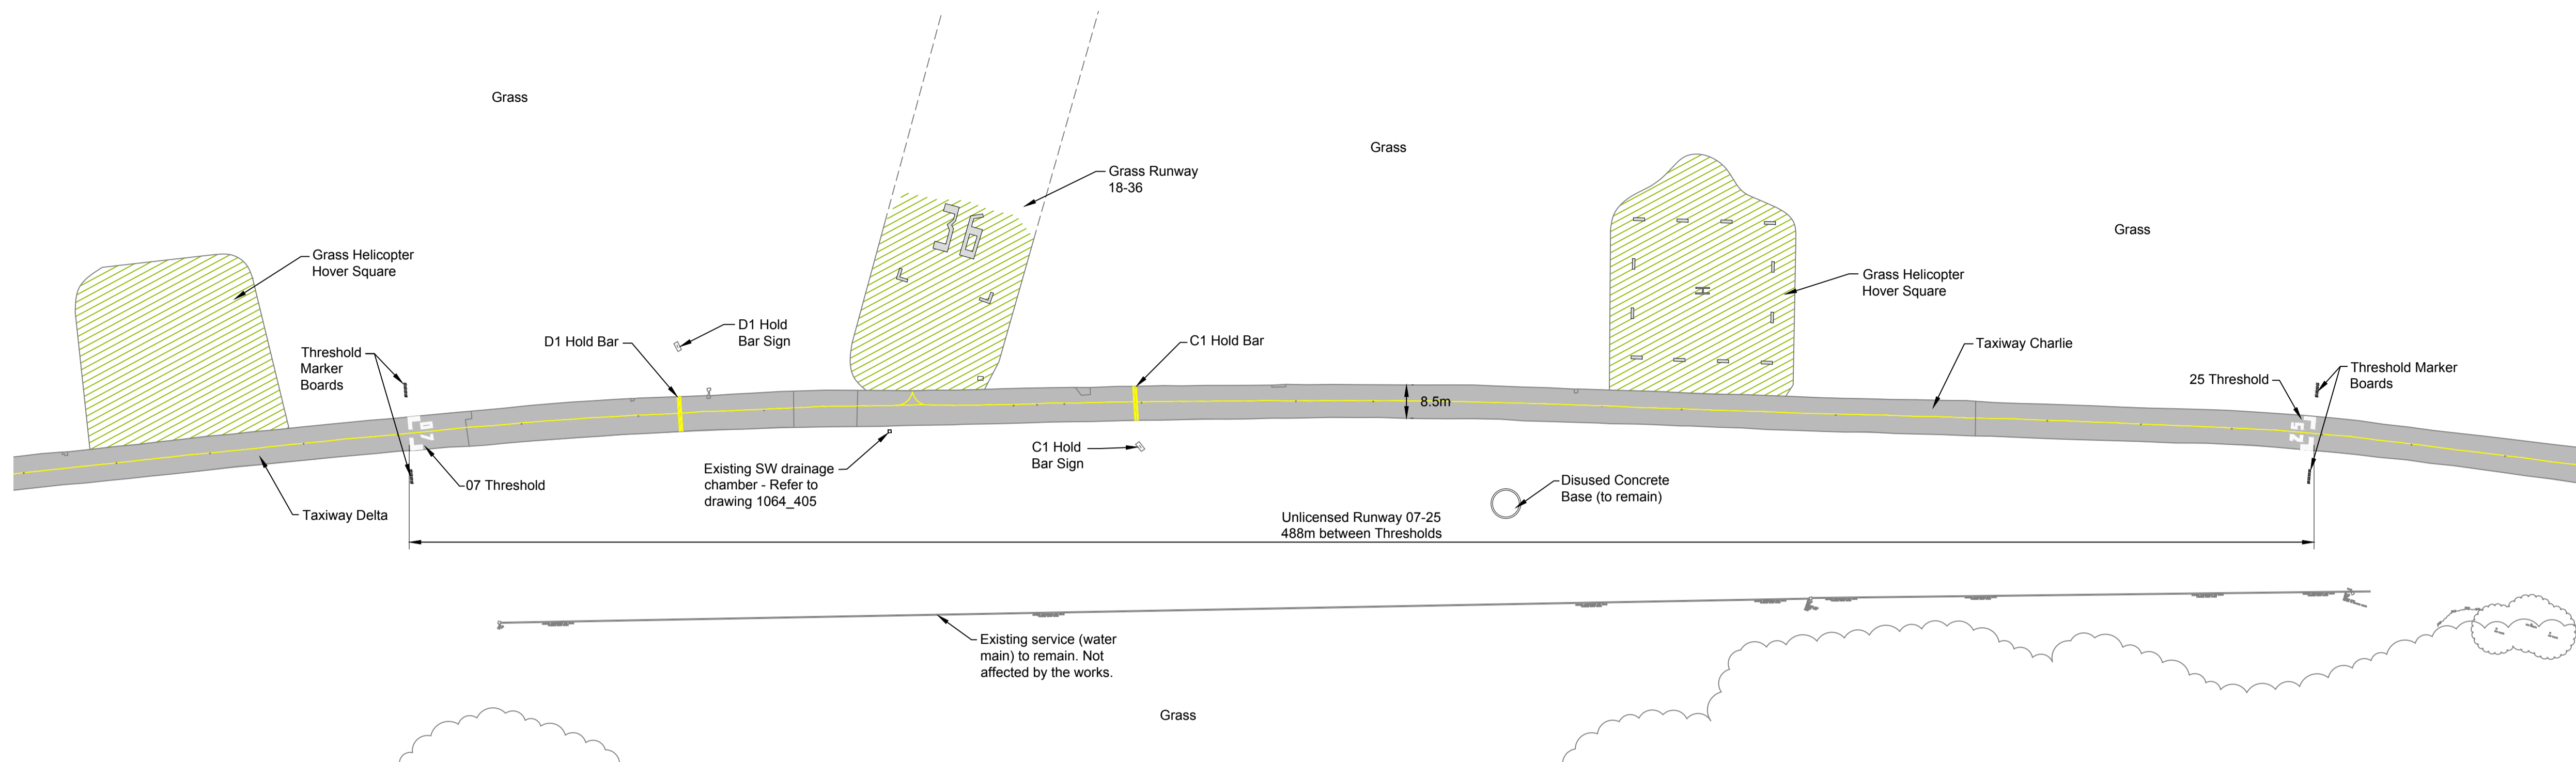 Grass
Grass
Grass Runway
18-36
Grass
36
Grass Helicopter
Hover Square
Grass Helicopter
Hover Square
H
D1 Hold
Bar Sign
D1 Hold Bar
C1 Hold Bar
Taxiway Charlie
Threshold
Marker
Boards
Threshold Marker
Boards
25 Threshold
8.5m
07
25
C1 Hold
Bar Sign
Existing SW drainage
chamber - Refer to
drawing 1064_405
07 Threshold
Disused Concrete
Base (to remain)
Taxiway Delta
Unlicensed Runway 07-25
488m between Thresholds
Existing service (water
main) to remain. Not
affected by the works.
Grass